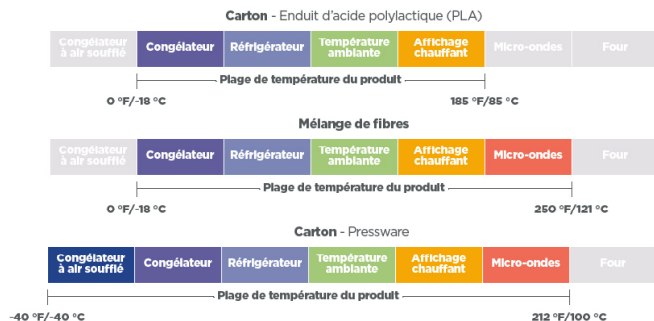 Carton - Enduit d'acide polylactique (PLA)
Congélateur à air soufflé Congélateur Réfrigérateur Température ambiante Affichage chauffant Micro-ondes Four
Plage de température du produit
0 °F/-18 °C 185 °F/85 °C
Mélange de fibres
Congélateur à air soufflé Congélateur Réfrigérateur Température ambiante Affichage chauffant Micro-ondes Four
Plage de température du produit
0 °F/-18 °C 250 °F/121 °C
Carton - Pressware
Congélateur à air soufflé Congélateur Réfrigérateur Température ambiante Affichage chauffant Micro-ondes Four
Plage de température du produit
-40 °F/-40 °C 212 °F/100 °C